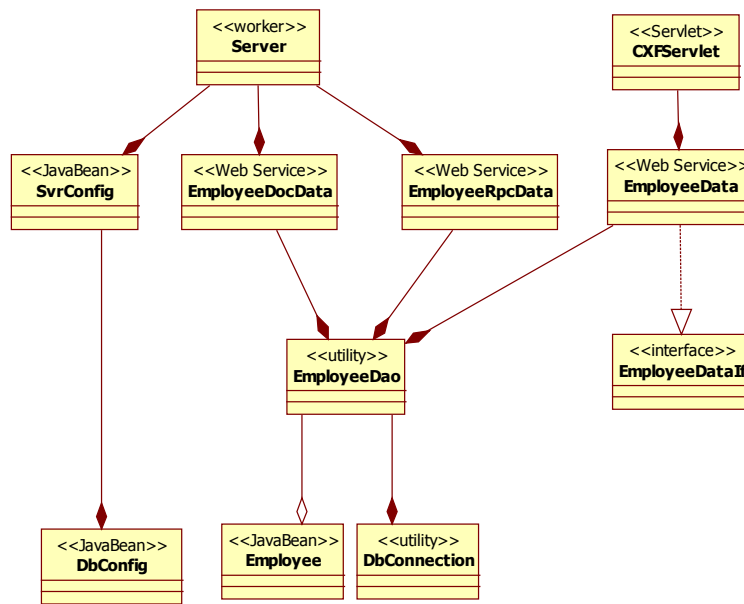 <<worker>>
Server
<<Servlet>>
CXFServlet
<<JavaBean>>
SvrConfig
<<Web Service>>
EmployeeDocData
<<Web Service>>
EmployeeRpcData
<<Web Service>>
EmployeeData
<<utility>>
EmployeeDao
<<interface>>
EmployeeDataIf
<<JavaBean>>
DbConfig
<<JavaBean>>
Employee
<<utility>>
DbConnection